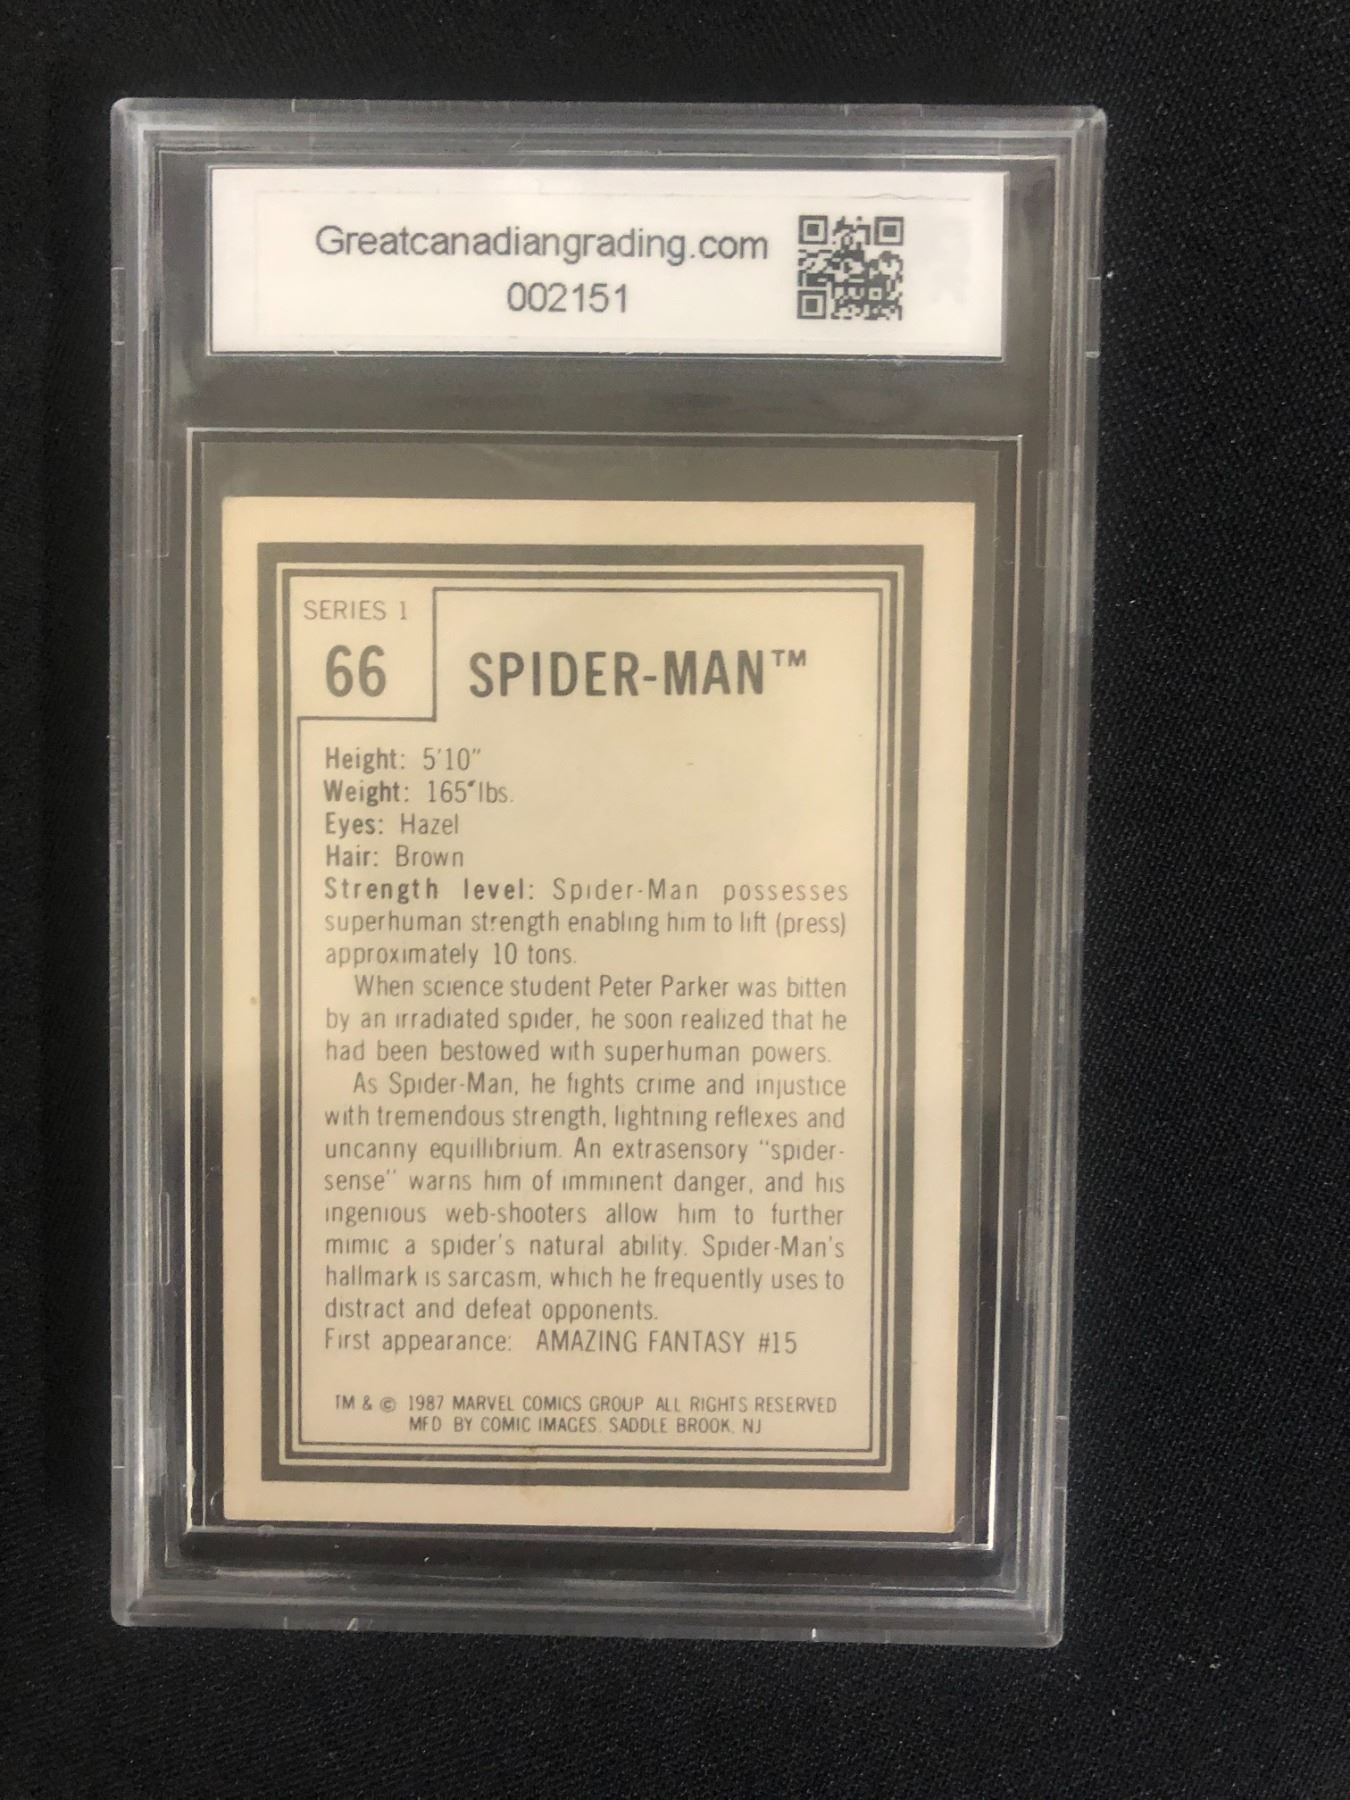 Greatcanadiangrading.com
002151
SERIES 1
66
SPIDER-MAN™
Height: 5'10"
Weight: 165 lbs.
Eyes: Hazel
Hair: Brown
Strength level: Spider-Man possesses
superhuman strength enabling him to lift (press)
approximately 10 tons.
When science student Peter Parker was bitten
by an irradiated spider, he soon realized that he
had been bestowed with superhuman powers.
As Spider-Man, he fights crime and injustice
with tremendous strength, lightning reflexes and
uncanny equillibrium. An extrasensory "spider-
sense" warns him of imminent danger, and his
ingenious web-shooters allow him to further
mimic a spider's natural ability. Spider-Man's
hallmark is sarcasm, which he frequently uses to
distract and defeat opponents.
First appearance: AMAZING FANTASY #15
TM & © 1987 MARVEL COMICS GROUP ALL RIGHTS RESERVED
MFD BY COMIC IMAGES. SADDLE BROOK, NJ